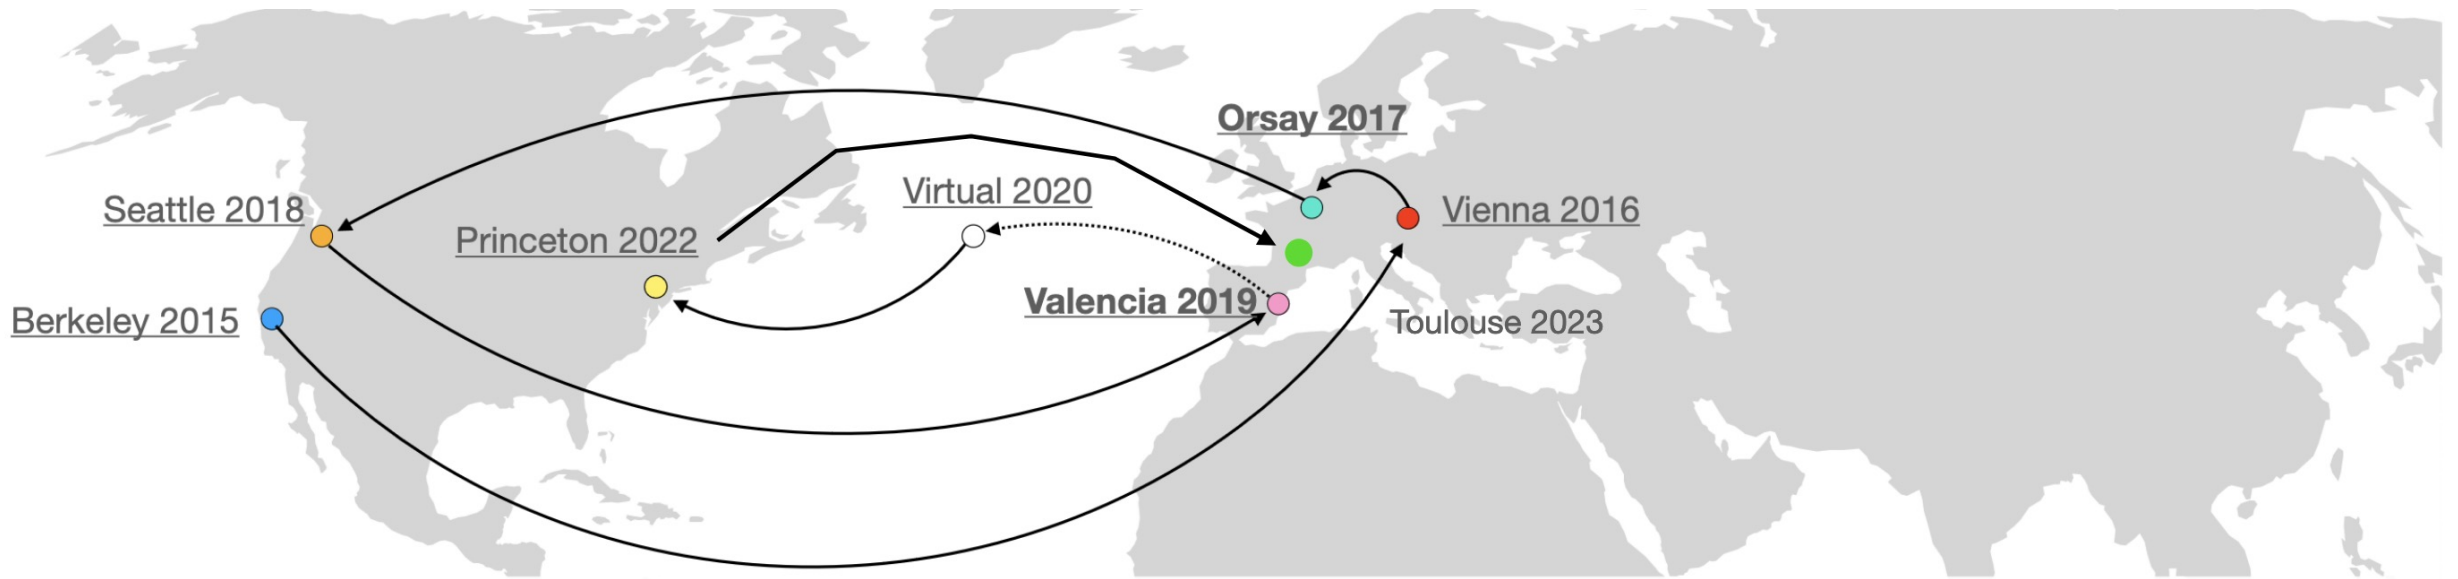 Orsay 2017
Virtual 2020
Seattle 2018
Vienna 2016
Princeton 2022
Valencia 2019
Berkeley 2015
Toulouse 2023